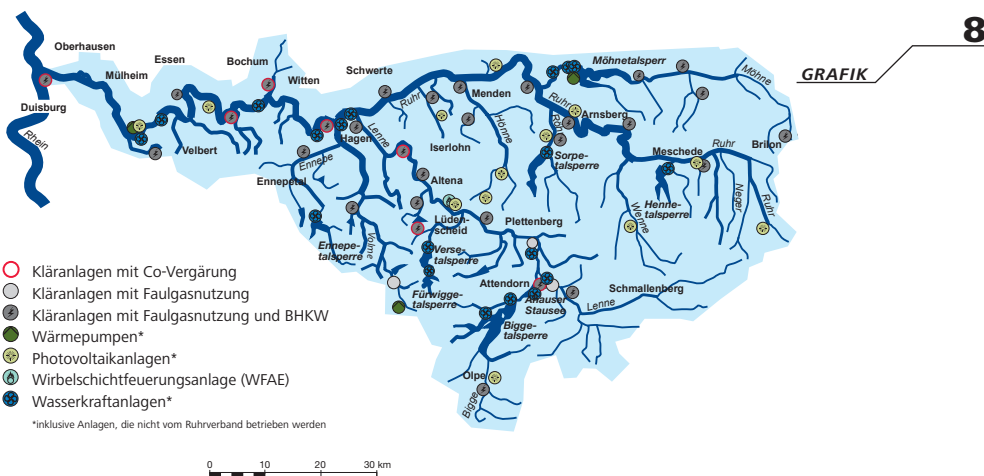 8
GRAFIK
Oberhausen
Essen
Bochum
Mülheim
Witten
Schwerte
Möhnetalsperr
Möhne
Duisburg
Ruhr
Menden
Ruhr
Röhr
Arnsberg
Rhein
Velbert
Hagen
Lenne
Iserlohn
Hönne
Sorpe-
talsperre
Meschede
Ruhr
Brilon
Ennepe
Ennepetal
Altena
Henne-
talsperre
Wenne
Neger
Ruhr
Lüden-
scheid
Plettenberg
Volme
Ennepe-
talsperre
Verse-
talsperre
Fürwigge-
talsperre
Attendorn
Ahauser
Stausee
Lenne
Schmallenberg
Bigge-
talsperre
Olpe
Bigge
Kläranlagen mit Co-Vergärung
Kläranlagen mit Faulgasnutzung
Kläranlagen mit Faulgasnutzung und BHKW
Wärmepumpen*
Photovoltaikanlagen*
Wirbelschichtfeuerungsanlage (WFAE)
Wasserkraftanlagen*
*inklusive Anlagen, die nicht vom Ruhrverband betrieben werden
0 10 20 30 km